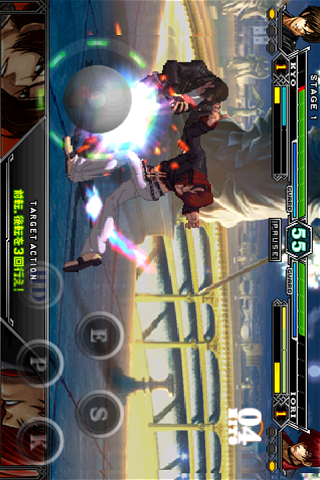 STAGE 1
KYO
IORI
1
1
GUARD
GUARD
55
PAUSE
04
HITS
TARGET ACTION
前転、後転を3回行え!
E
P
S
K